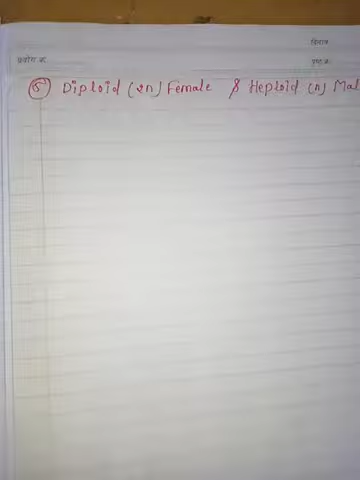 दिनांक
प्रयोग क्र.
पृष्ठ क्र.
(5) Diploid (2n) Female & Heploid (n) Mal